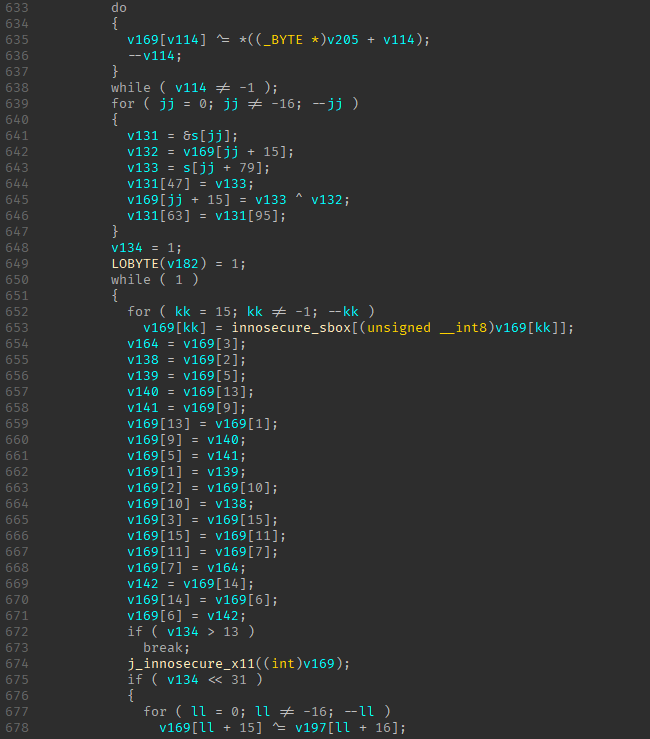 633 do
634 {
635 v169[v114] ^= *((_BYTE *)v205 + v114);
636 --v114;
637 }
638 while ( v114 != -1 );
639 for ( jj = 0; jj != -16; --jj )
640 {
641 v131 = &s[jj];
642 v132 = v169[jj + 15];
643 v133 = s[jj + 79];
644 v131[47] = v133;
645 v169[jj + 15] = v133 ^ v132;
646 v131[63] = v131[95];
647 }
648 v134 = 1;
649 LOBYTE(v182) = 1;
650 while ( 1 )
651 {
652 for ( kk = 15; kk != -1; --kk )
653 v169[kk] = innosecure_sbox[(unsigned __int8)v169[kk]];
654 v164 = v169[3];
655 v138 = v169[2];
656 v139 = v169[5];
657 v140 = v169[13];
658 v141 = v169[9];
659 v169[13] = v169[1];
660 v169[9] = v140;
661 v169[5] = v141;
662 v169[1] = v139;
663 v169[2] = v169[10];
664 v169[10] = v138;
665 v169[3] = v169[15];
666 v169[15] = v169[11];
667 v169[11] = v169[7];
668 v169[7] = v164;
669 v142 = v169[14];
670 v169[14] = v169[6];
671 v169[6] = v142;
672 if ( v134 > 13 )
673 break;
674 j_innosecure_x11((int)v169);
675 if ( v134 << 31 )
676 {
677 for ( ll = 0; ll != -16; --ll )
678 v169[ll + 15] ^= v197[ll + 16];